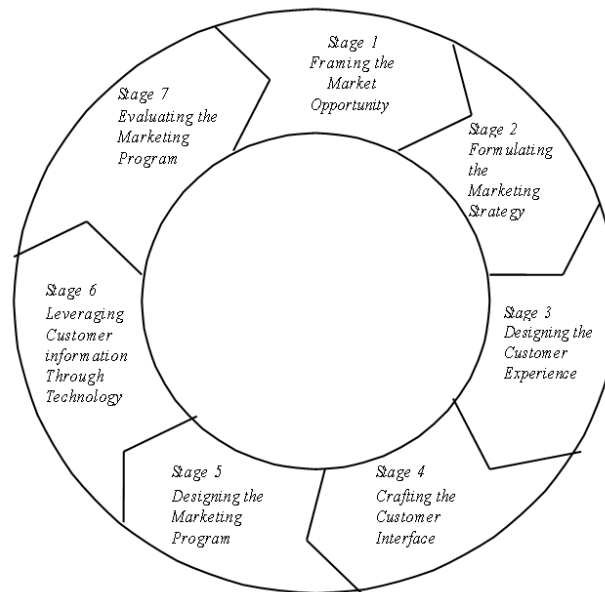 Stage 1
Framing the
Market
Opportunity
Stage 2
Formulating
the
Marketing
Strategy
Stage 3
Designing the
Customer
Experience
Stage 4
Crafting the
Customer
Interface
Stage 5
Designing the
Marketing
Program
Stage 6
Leveraging
Customer
information
Through
Technology
Stage 7
Evaluating the
Marketing
Program